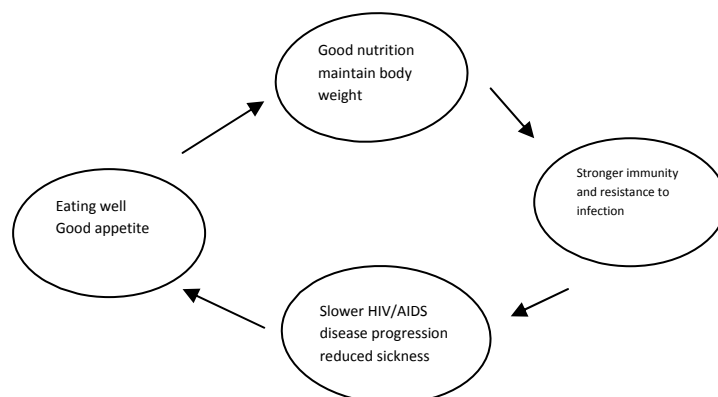 Good nutrition
maintain body
weight
Stronger immunity
and resistance to
infection
Slower HIV/AIDS
disease progression
reduced sickness
Eating well
Good appetite